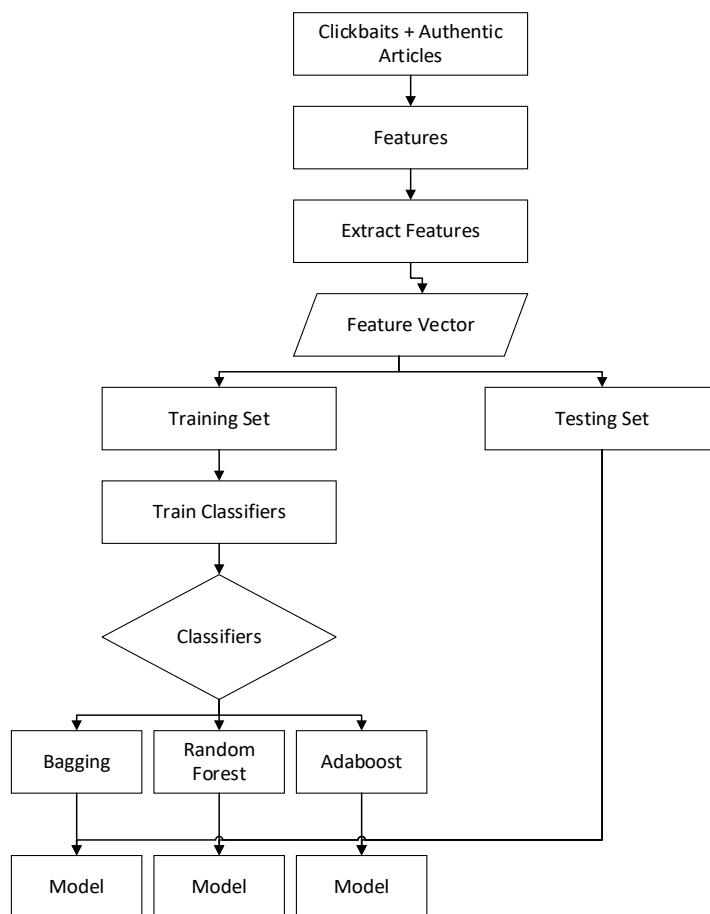 Clickbaits + Authentic
Articles
Features
Extract Features
Feature Vector
Training Set
Testing Set
Train Classifiers
Classifiers
Bagging
Random
Forest
Adaboost
Model
Model
Model